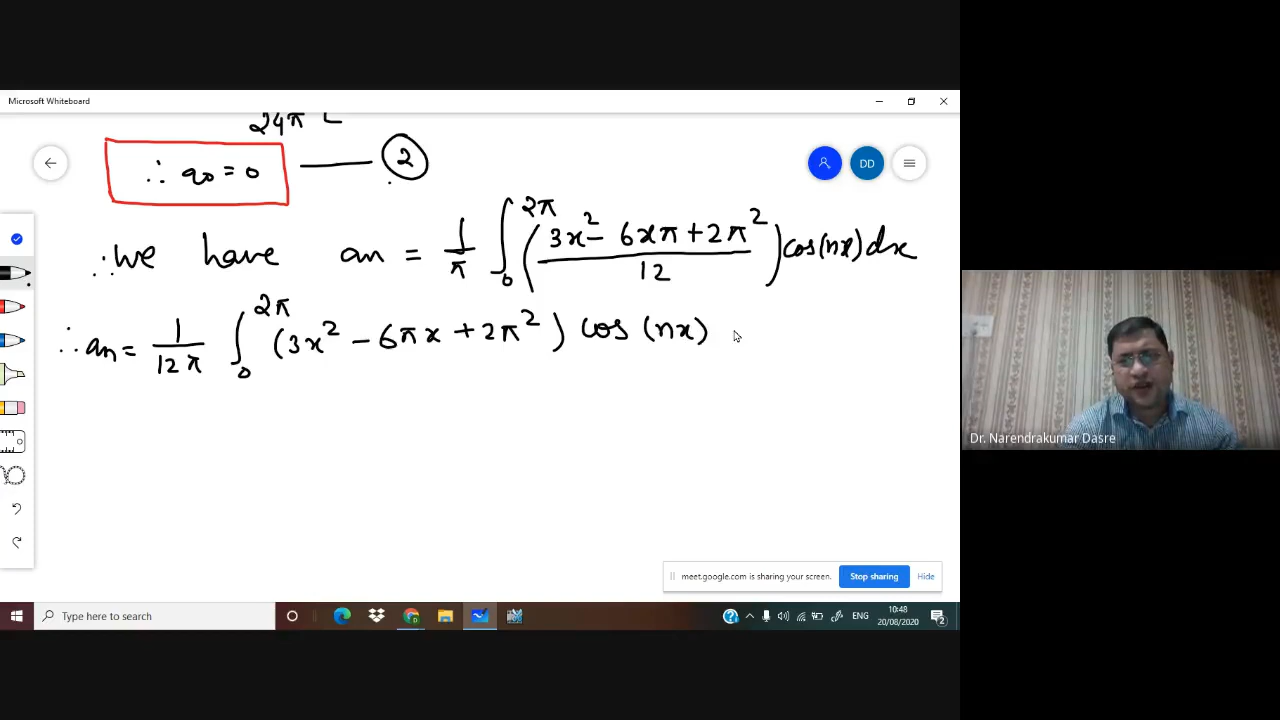 Microsoft Whiteboard
24π [
∴ a₀ = 0 —— ②
DD
∴ we have an = 1/π ∫₀^2π ( (3x² - 6xπ + 2π²)/12 ) cos(nx) dx
∴ an = 1/12π ∫₀^2π (3x² - 6πx + 2π²) cos (nx)
Dr. Narendrakumar Dasre
meet.google.com is sharing your screen. Stop sharing Hide
Type here to search
ENG
10:48
20/08/2020
2